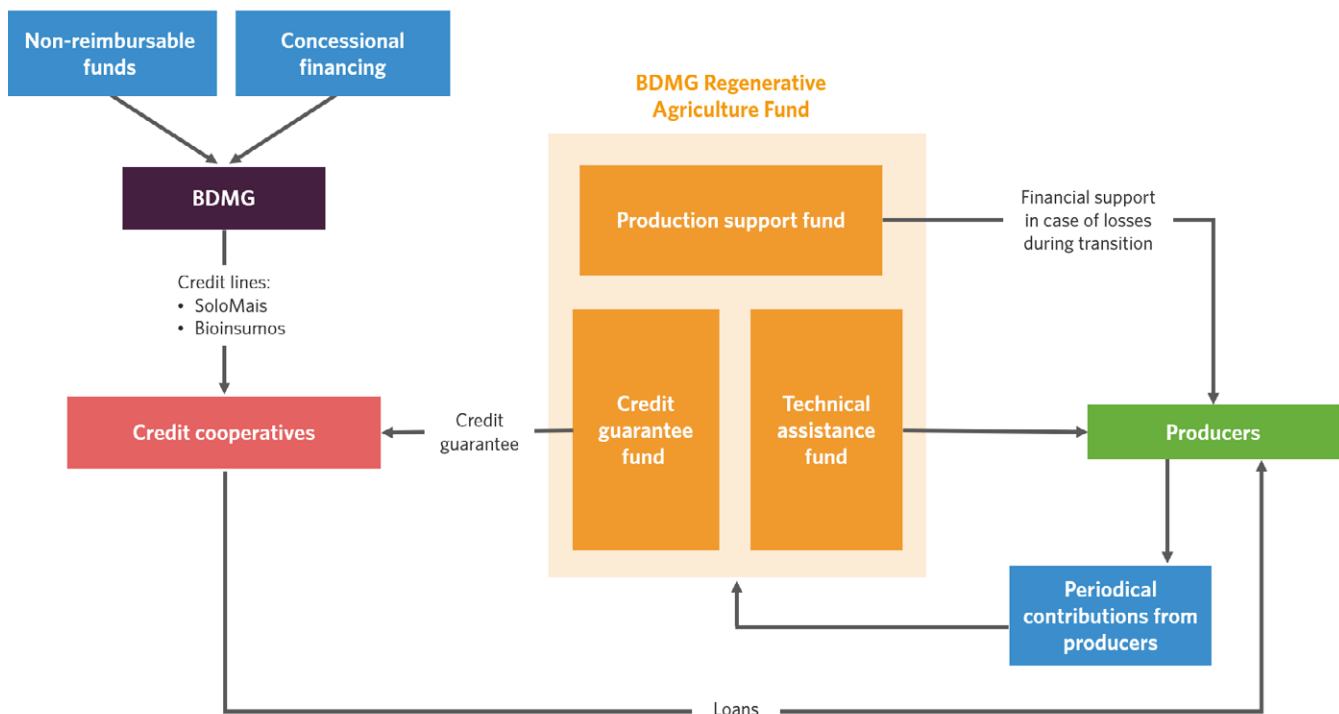 Non-reimbursable
funds
Concessional
financing
BDMG Regenerative
Agriculture Fund
BDMG
Production support fund
Financial support
in case of losses
during transition
Credit lines:
• SoloMais
• Bioinsumos
Credit cooperatives
Credit
guarantee
Credit
guarantee
fund
Technical
assistance
fund
Producers
Periodical
contributions from
producers
Loans